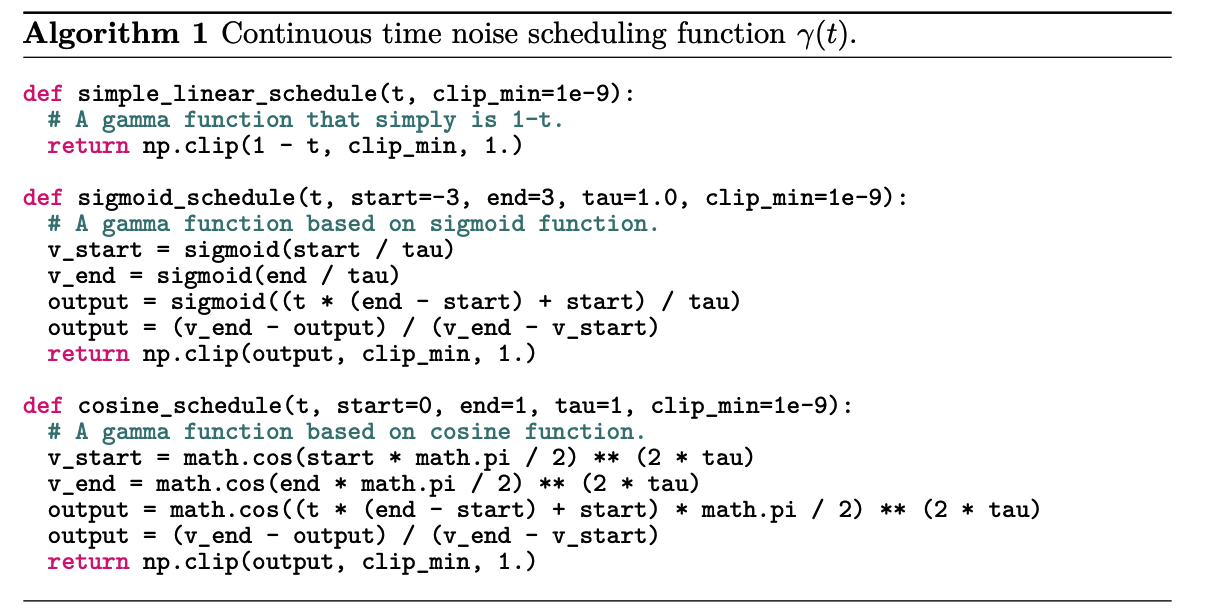 Algorithm 1 Continuous time noise scheduling function γ(t).
def simple_linear_schedule(t, clip_min=1e-9):
  # A gamma function that simply is 1-t.
  return np.clip(1 - t, clip_min, 1.)
def sigmoid_schedule(t, start=-3, end=3, tau=1.0, clip_min=1e-9):
  # A gamma function based on sigmoid function.
  v_start = sigmoid(start / tau)
  v_end = sigmoid(end / tau)
  output = sigmoid((t * (end - start) + start) / tau)
  output = (v_end - output) / (v_end - v_start)
  return np.clip(output, clip_min, 1.)
def cosine_schedule(t, start=0, end=1, tau=1, clip_min=1e-9):
  # A gamma function based on cosine function.
  v_start = math.cos(start * math.pi / 2) ** (2 * tau)
  v_end = math.cos(end * math.pi / 2) ** (2 * tau)
  output = math.cos((t * (end - start) + start) * math.pi / 2) ** (2 * tau)
  output = (v_end - output) / (v_end - v_start)
  return np.clip(output, clip_min, 1.)